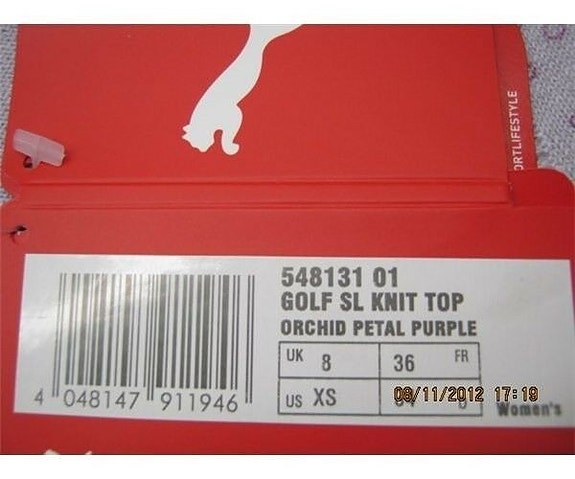 ORTLIFESTYLE
548131 01
GOLF SL KNIT TOP
ORCHID PETAL PURPLE
UK 8 36 FR
US XS
08/11/2012 17:19
Women's
4 048147 911946